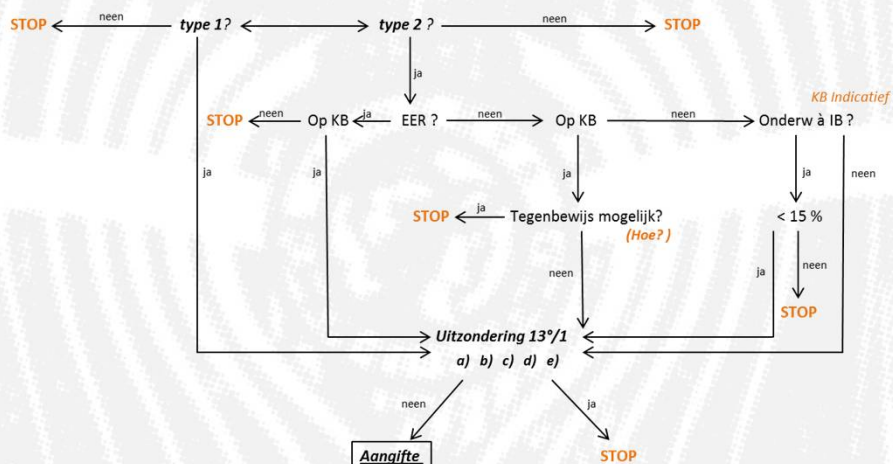 STOP neen type 1? type 2 ? neen STOP
ja
KB Indicatief
STOP neen Op KB ja EER ? neen Op KB neen Onderw à IB ?
ja ja ja ja neen
STOP ja Tegenbewijs mogelijk? < 15 %
(Hoe? )
neen ja neen
STOP
Uitzondering 13°/1
a) b) c) d) e)
neen ja
Aangifte STOP